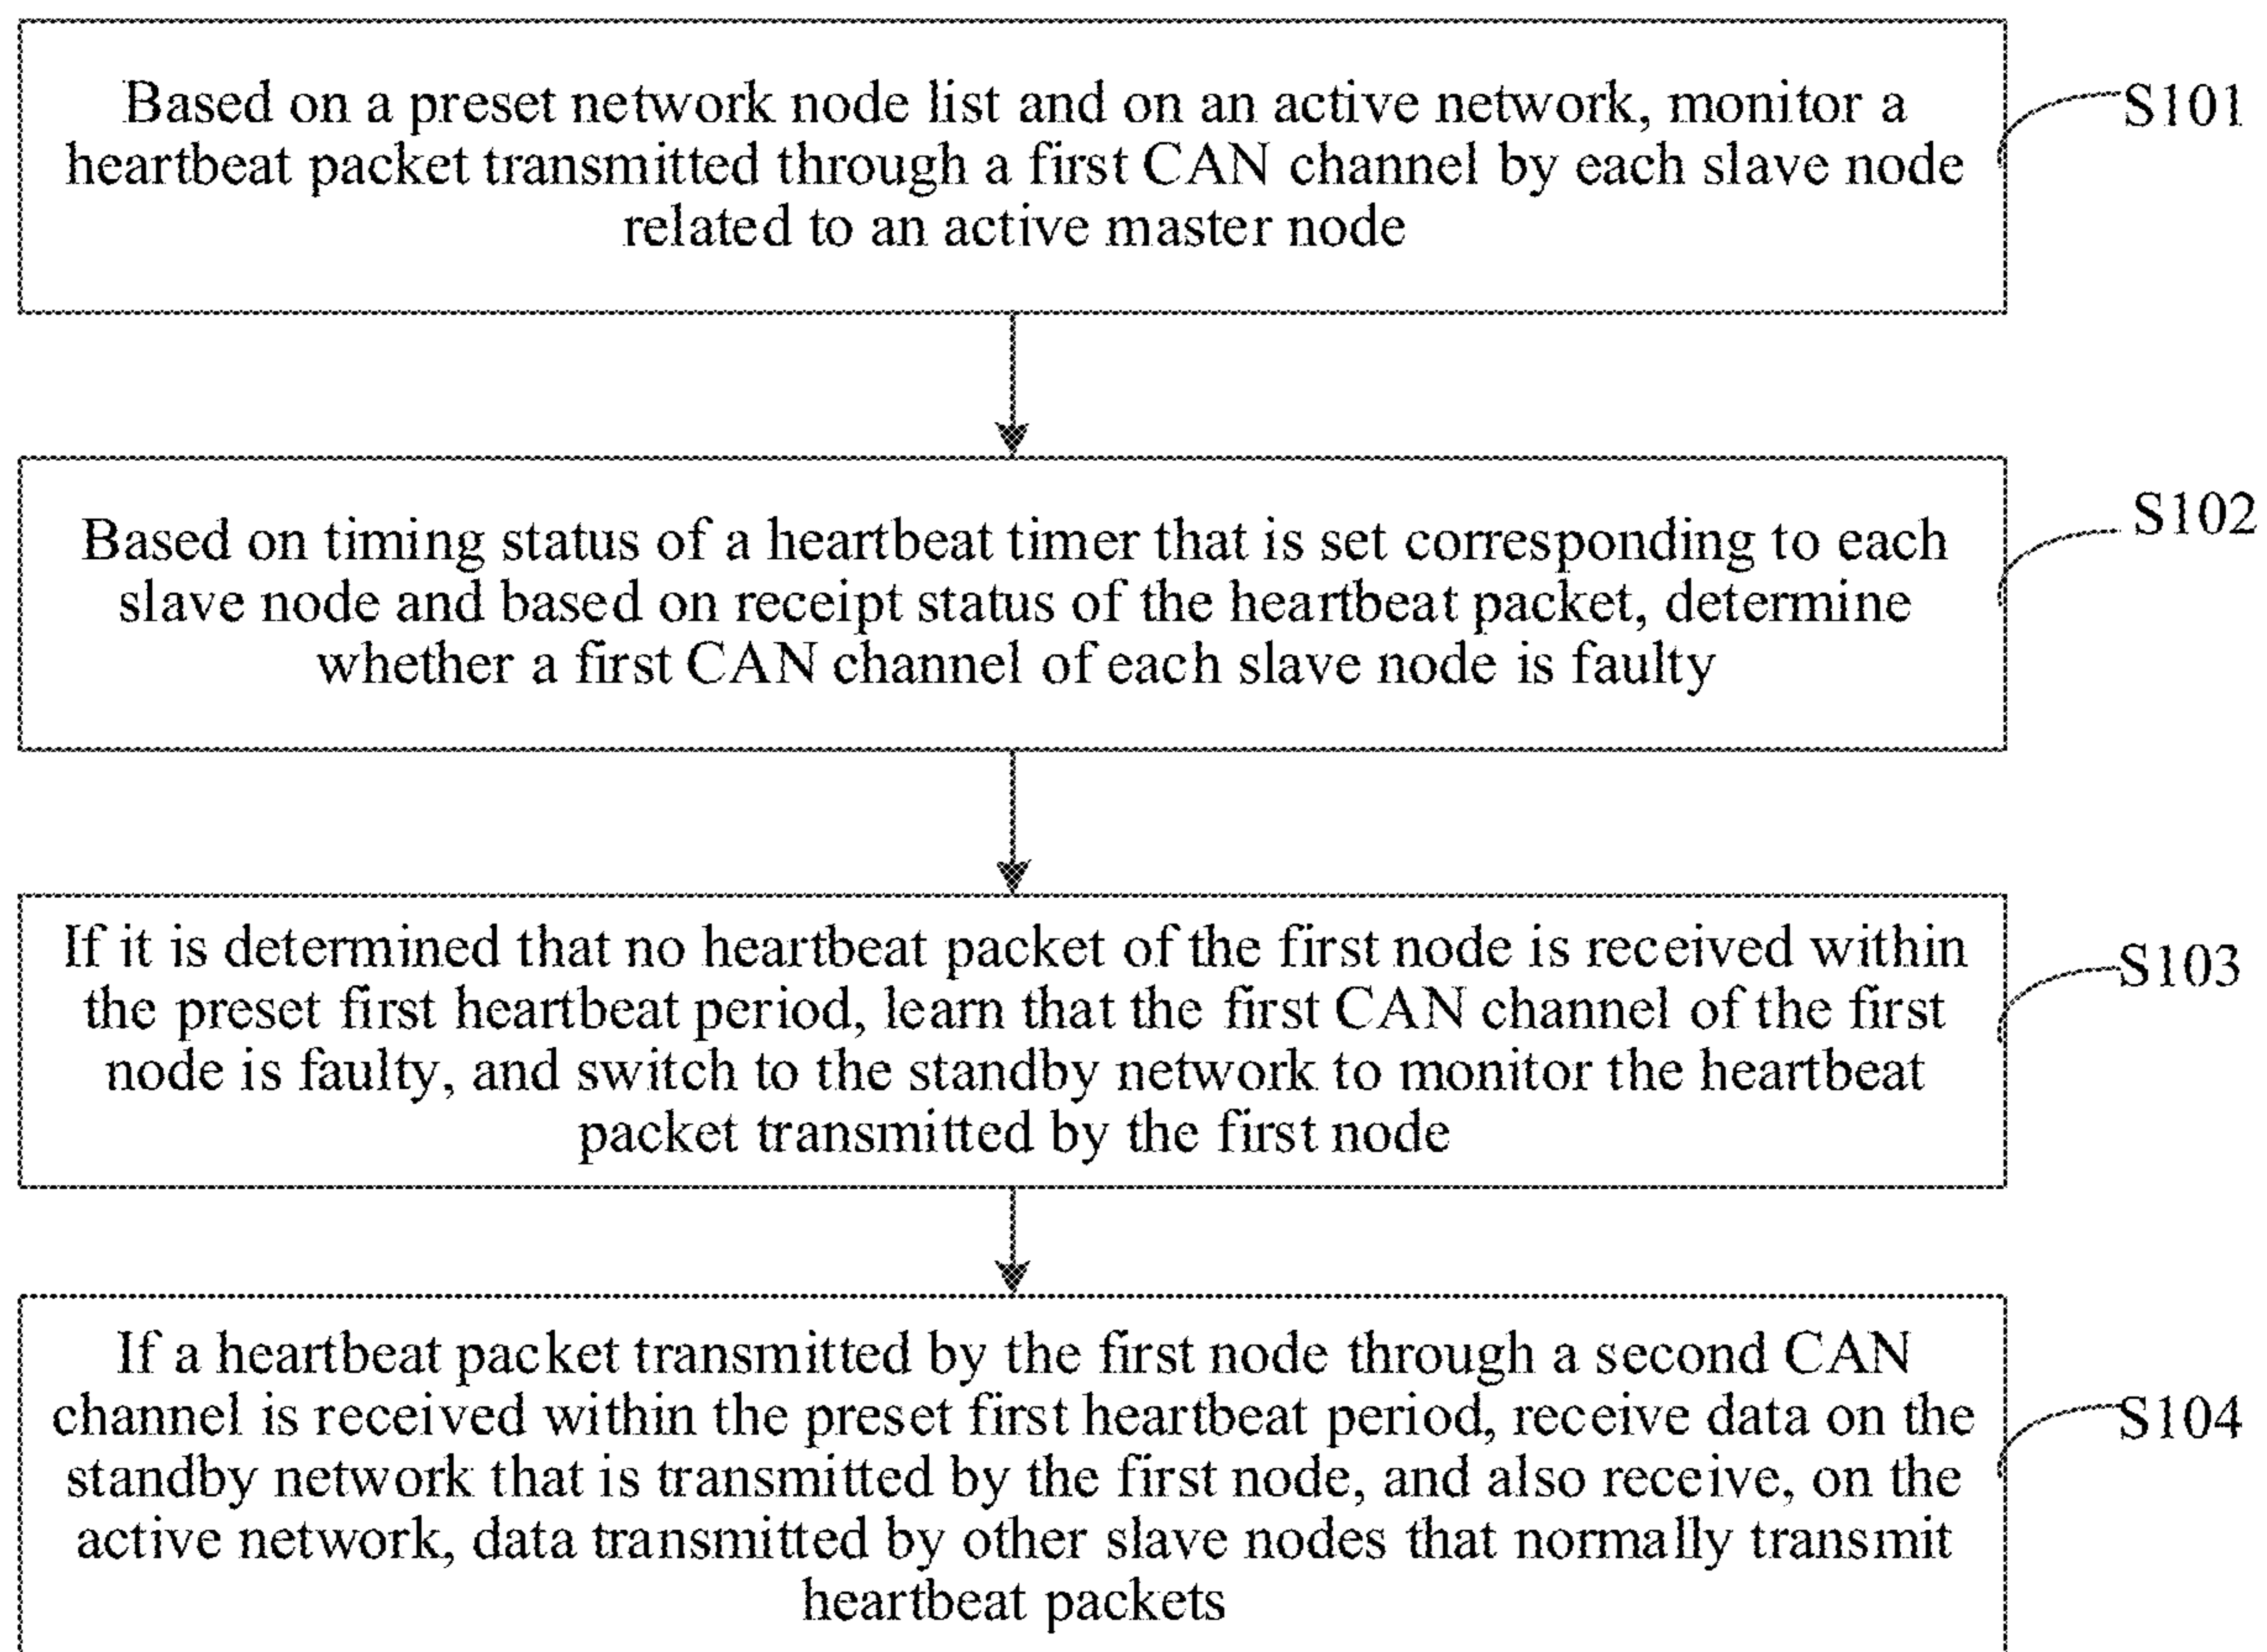 Based on a preset network node list and on an active network, monitor a
heartbeat packet transmitted through a first CAN channel by each slave node
related to an active master node
S101
Based on timing status of a heartbeat timer that is set corresponding to each
slave node and based on receipt status of the heartbeat packet, determine
whether a first CAN channel of each slave node is faulty
S102
If it is determined that no heartbeat packet of the first node is received within
the preset first heartbeat period, learn that the first CAN channel of the first
node is faulty, and switch to the standby network to monitor the heartbeat
packet transmitted by the first node
S103
If a heartbeat packet transmitted by the first node through a second CAN
channel is received within the preset first heartbeat period, receive data on the
standby network that is transmitted by the first node, and also receive, on the
active network, data transmitted by other slave nodes that normally transmit
heartbeat packets
S104